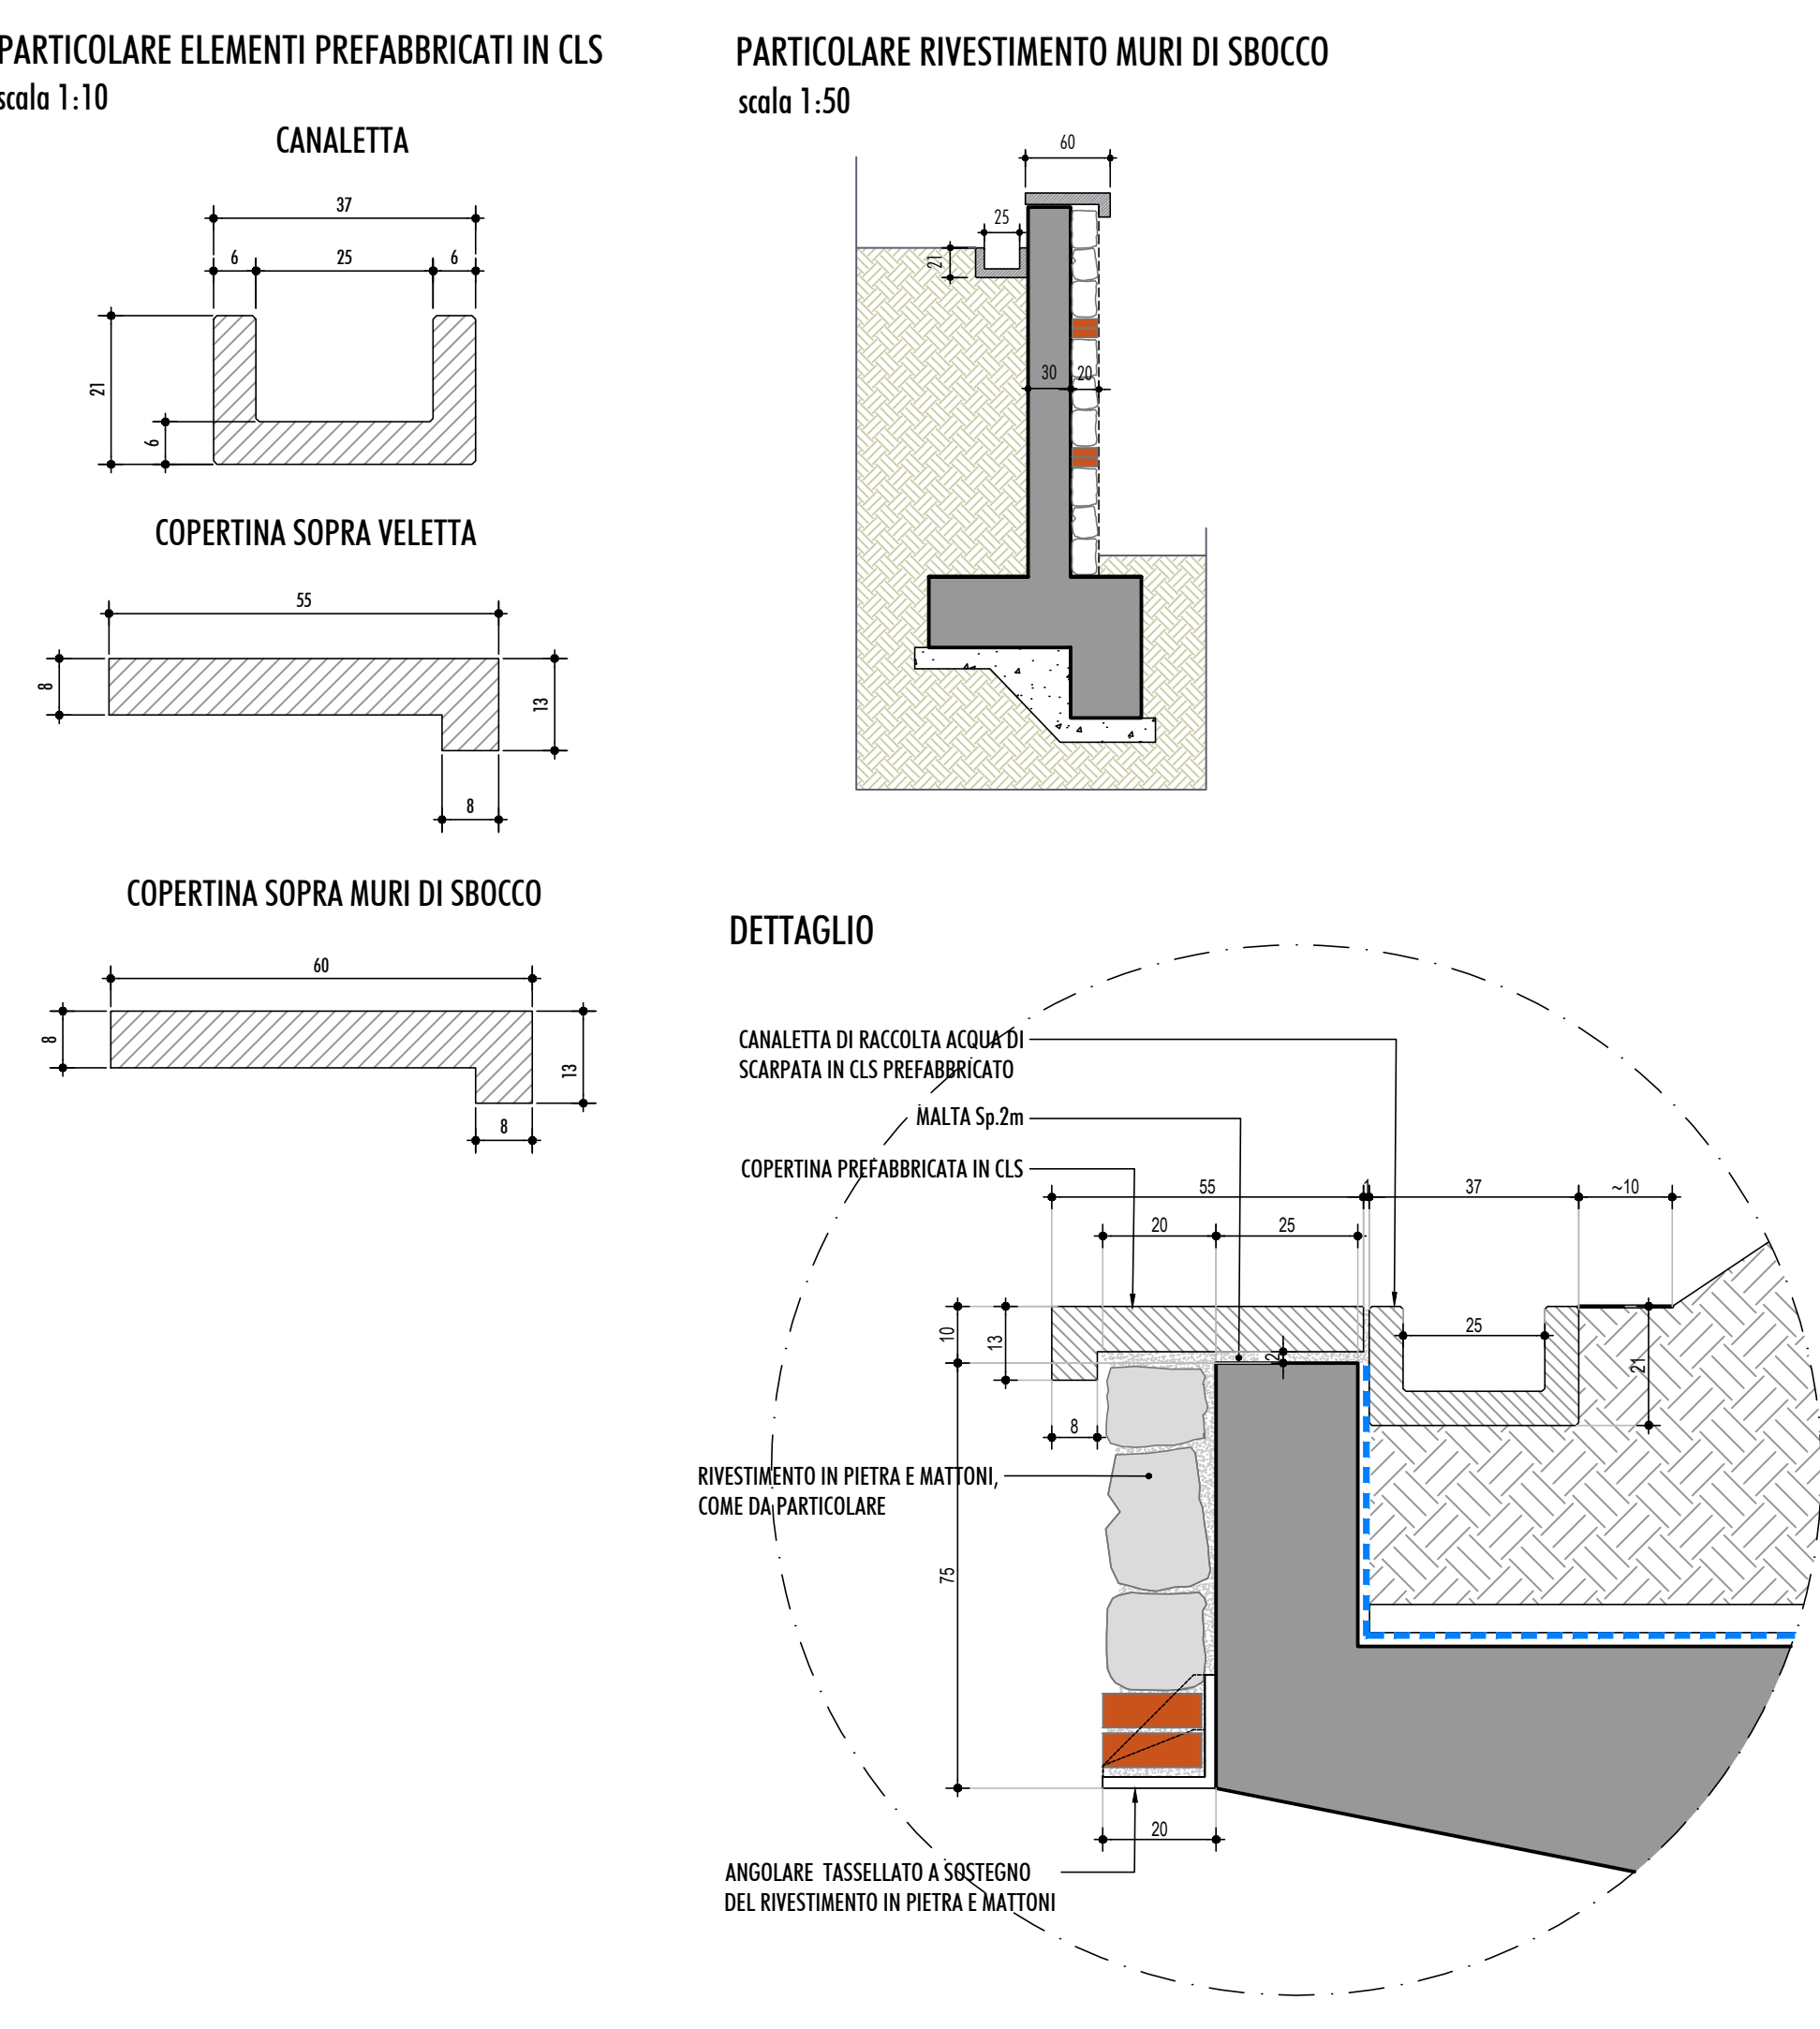 PARTICOLARE ELEMENTI PREFABBRICATI IN CLS
scala 1:10
CANALETTA
37
6
25
6
21
6
COPERTINA SOPRA VELETTA
55
8
13
8
COPERTINA SOPRA MURI DI SBOCCO
60
8
13
8
PARTICOLARE RIVESTIMENTO MURI DI SBOCCO
scala 1:50
60
25
21
30
20
DETTAGLIO
CANALETTA DI RACCOLTA ACQUA DI
SCARPATA IN CLS PREFABBRICATO
MALTA Sp.2m
COPERTINA PREFABBRICATA IN CLS
55
1
37
~10
20
25
10
13
2
25
21
8
RIVESTIMENTO IN PIETRA E MATTONI,
COME DA PARTICOLARE
75
20
ANGOLARE TASSELLATO A SOSTEGNO
DEL RIVESTIMENTO IN PIETRA E MATTONI